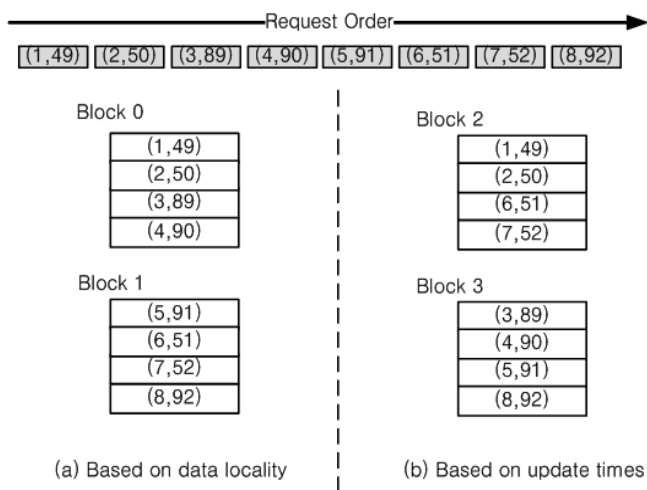 Request Order
(1,49) (2,50) (3,89) (4,90) (5,91) (6,51) (7,52) (8,92)
Block 0
(1,49)
(2,50)
(3,89)
(4,90)
Block 1
(5,91)
(6,51)
(7,52)
(8,92)
(a) Based on data locality
Block 2
(1,49)
(2,50)
(6,51)
(7,52)
Block 3
(3,89)
(4,90)
(5,91)
(8,92)
(b) Based on update times